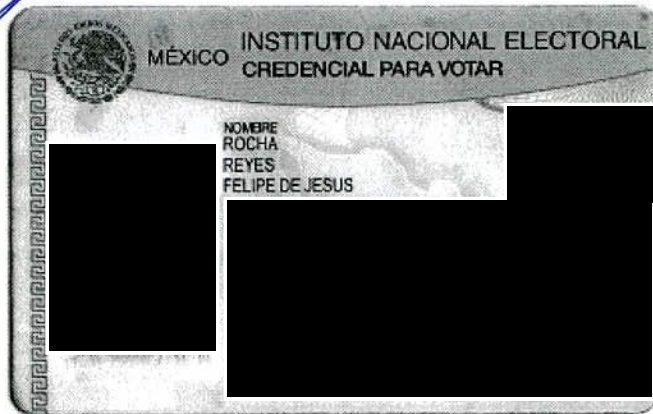 MÉXICO
INSTITUTO NACIONAL ELECTORAL
CREDENCIAL PARA VOTAR
NOMBRE
ROCHA
REYES
FELIPE DE JESUS